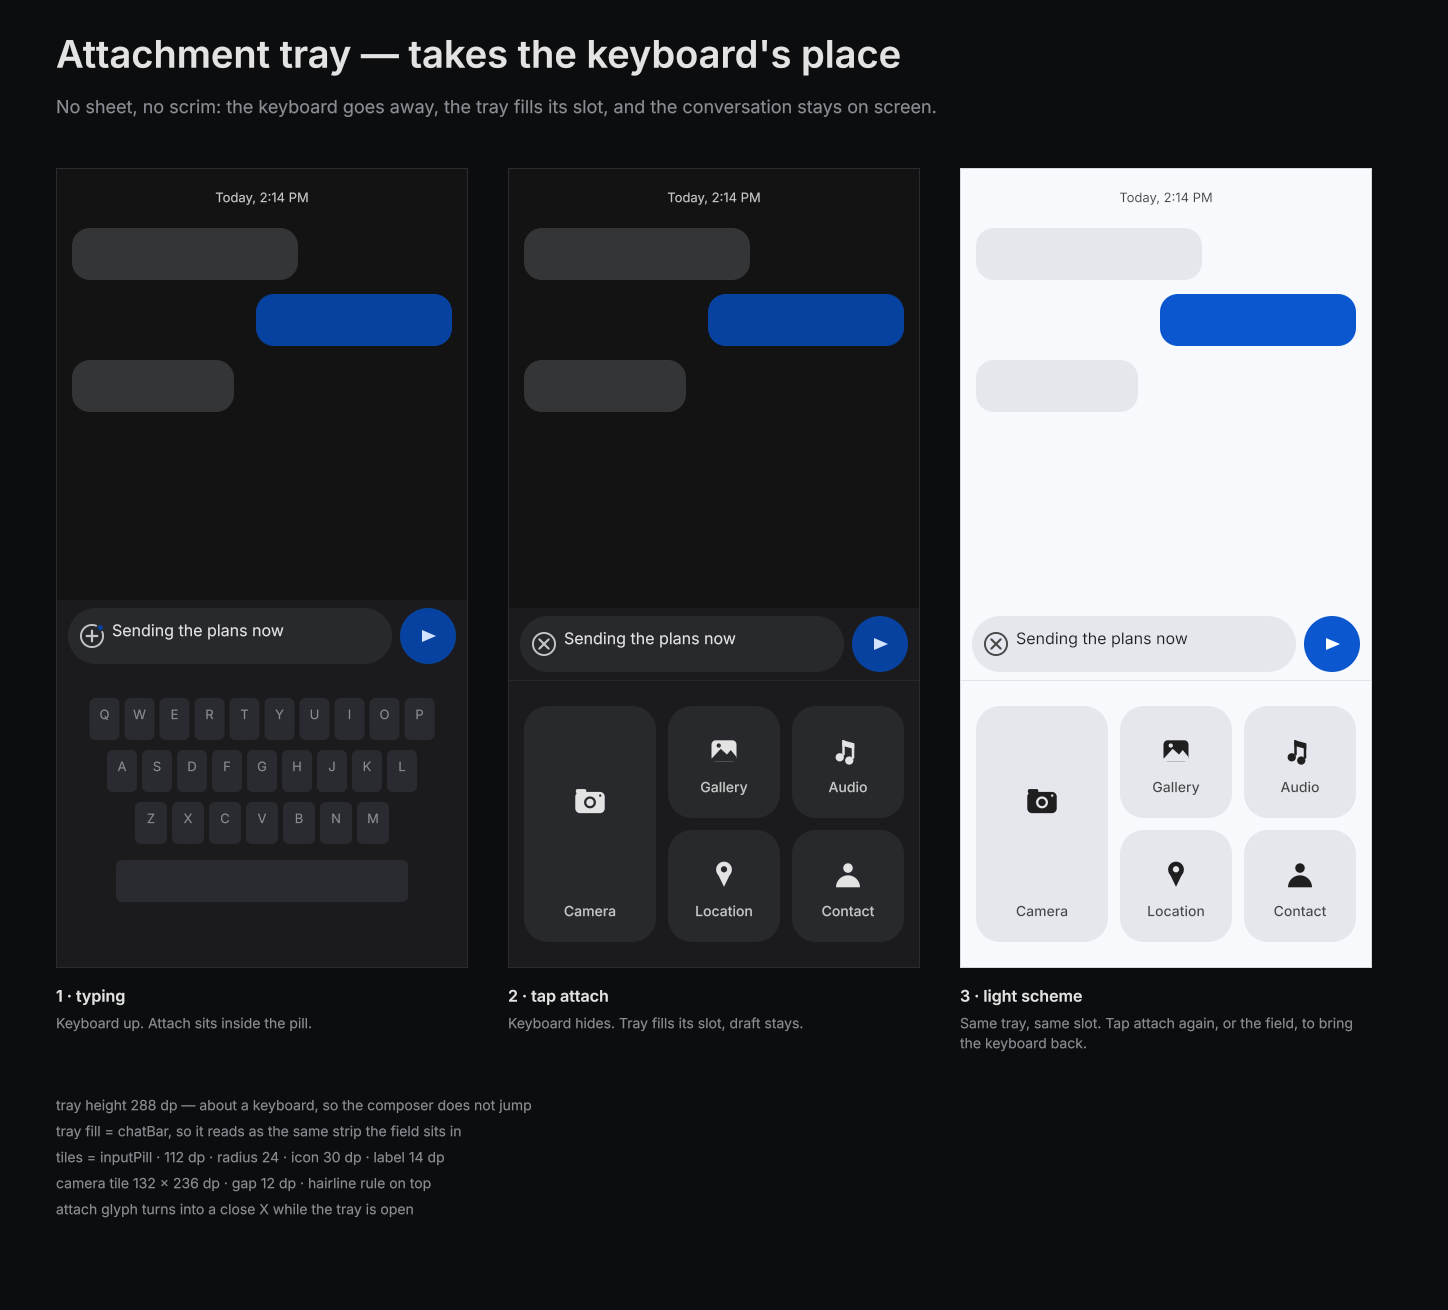 Attachment tray — takes the keyboard's place
No sheet, no scrim: the keyboard goes away, the tray fills its slot, and the conversation stays on screen.
Today, 2:14 PM
Sending the plans now
Q W E R T Y U I O P
A S D F G H J K L
Z X C V B N M
1 · typing
Keyboard up. Attach sits inside the pill.
Today, 2:14 PM
Sending the plans now
Gallery
Audio
Camera
Location
Contact
2 · tap attach
Keyboard hides. Tray fills its slot, draft stays.
Today, 2:14 PM
Sending the plans now
Gallery
Audio
Camera
Location
Contact
3 · light scheme
Same tray, same slot. Tap attach again, or the field, to bring
the keyboard back.
tray height 288 dp — about a keyboard, so the composer does not jump
tray fill = chatBar, so it reads as the same strip the field sits in
tiles = inputPill · 112 dp · radius 24 · icon 30 dp · label 14 dp
camera tile 132 × 236 dp · gap 12 dp · hairline rule on top
attach glyph turns into a close X while the tray is open